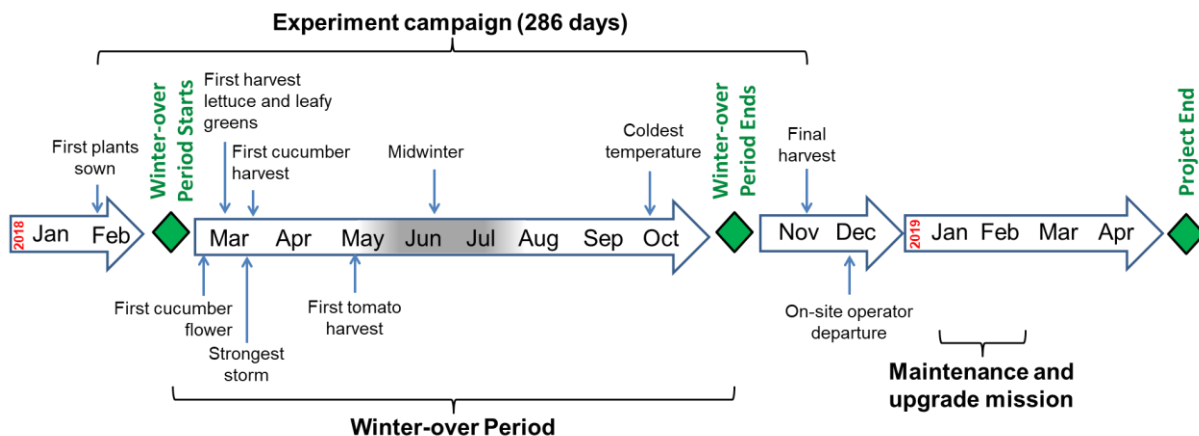 Experiment campaign (286 days)
Winter-over
Period Starts
First harvest
lettuce and leafy
greens
First plants
sown
First cucumber
harvest
Midwinter
Coldest
temperature
Winter-over
Period Ends
Final
harvest
Project End
2018
Jan
Feb
Mar
Apr
May
Jun
Jul
Aug
Sep
Oct
Nov
Dec
2019
Jan
Feb
Mar
Apr
First cucumber
flower
Strongest
storm
First tomato
harvest
On-site operator
departure
Winter-over Period
Maintenance and
upgrade mission